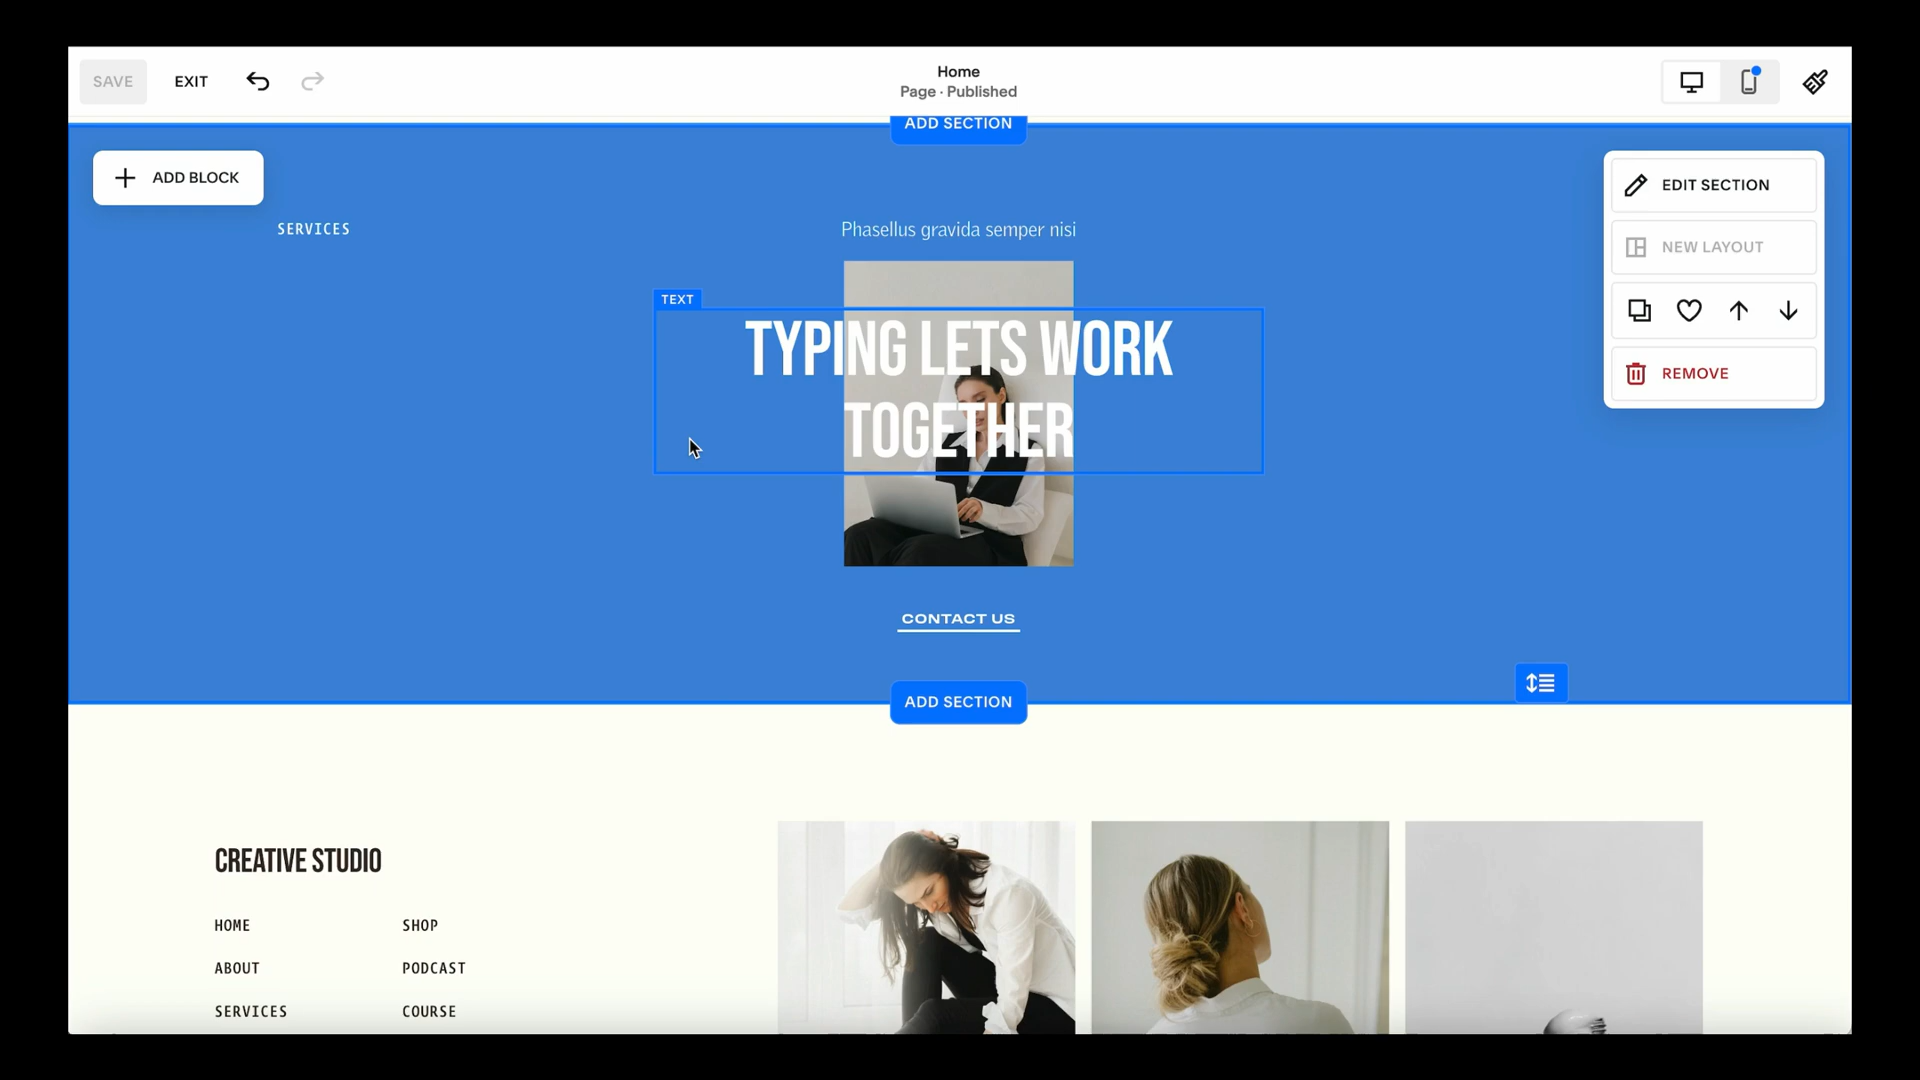 SAVE
EXIT
Home
Page · Published
ADD SECTION
ADD BLOCK
EDIT SECTION
SERVICES
Phasellus gravida semper nisi
NEW LAYOUT
TEXT
TYPING LETS WORK
TOGETHER
REMOVE
CONTACT US
ADD SECTION
CREATIVE STUDIO
HOME
SHOP
ABOUT
PODCAST
SERVICES
COURSE